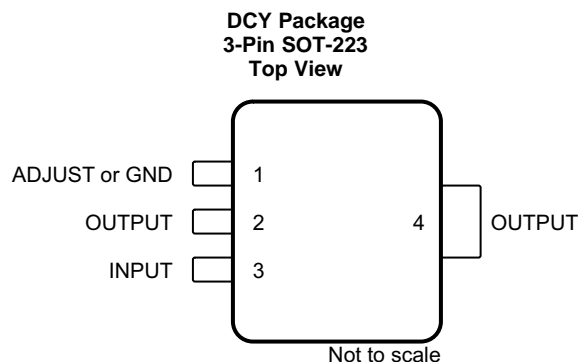 DCY Package
3-Pin SOT-223
Top View
ADJUST or GND 1
OUTPUT 2 4 OUTPUT
INPUT 3
Not to scale